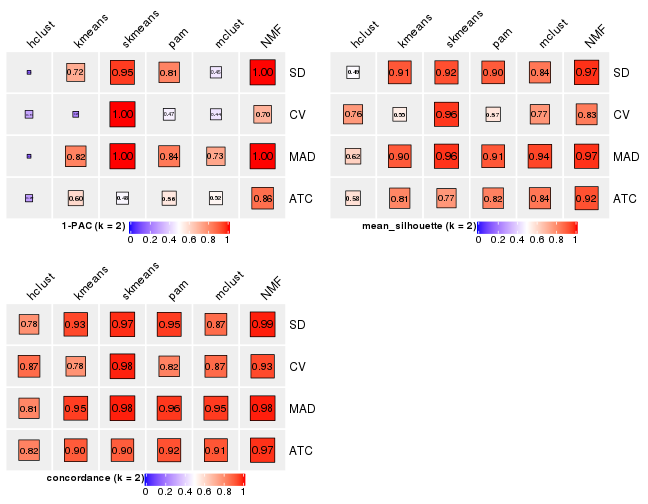 hclust kmeans skmeans pam mclust NMF
0.72 0.95 0.81 0.45 1.00 SD
1.00 0.47 0.44 0.70 CV
0.82 1.00 0.84 0.73 1.00 MAD
0.60 0.48 0.56 0.52 0.86 ATC
1-PAC (k = 2)
0 0.2 0.4 0.6 0.8 1
hclust kmeans skmeans pam mclust NMF
0.49 0.91 0.92 0.90 0.84 0.97 SD
0.76 0.55 0.96 0.57 0.77 0.83 CV
0.62 0.90 0.96 0.91 0.94 0.97 MAD
0.58 0.81 0.77 0.82 0.84 0.92 ATC
mean_silhouette (k = 2)
0 0.2 0.4 0.6 0.8 1
hclust kmeans skmeans pam mclust NMF
0.78 0.93 0.97 0.95 0.87 0.99 SD
0.87 0.78 0.98 0.82 0.87 0.93 CV
0.81 0.95 0.98 0.96 0.95 0.98 MAD
0.82 0.90 0.90 0.92 0.91 0.97 ATC
concordance (k = 2)
0 0.2 0.4 0.6 0.8 1